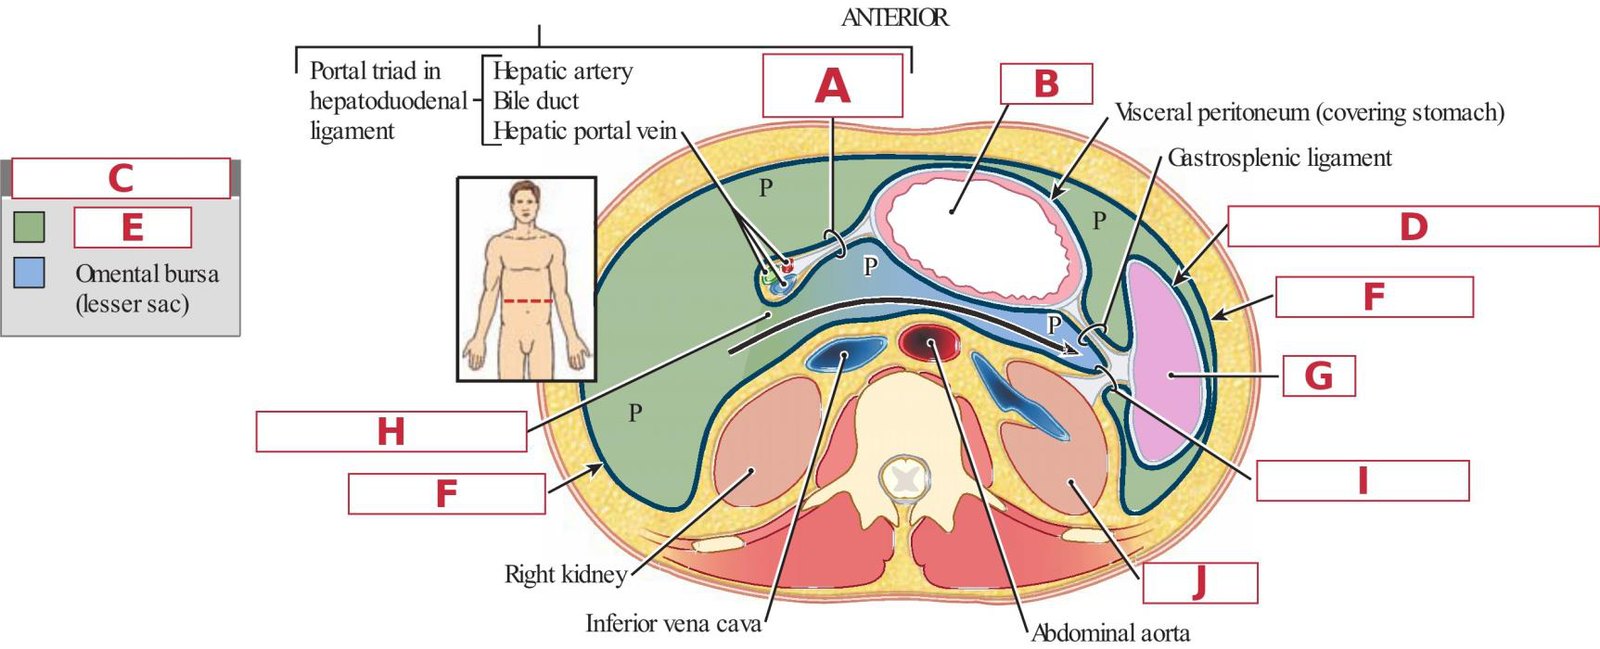 ANTERIOR
Portal triad in
hepatoduodenal
ligament
Hepatic artery
Bile duct
Hepatic portal vein
A
B
Visceral peritoneum (covering stomach)
Gastrosplenic ligament
C
E
Omental bursa
(lesser sac)
D
F
G
H
F
I
J
P
P
P
P
P
Right kidney
Inferior vena cava
Abdominal aorta